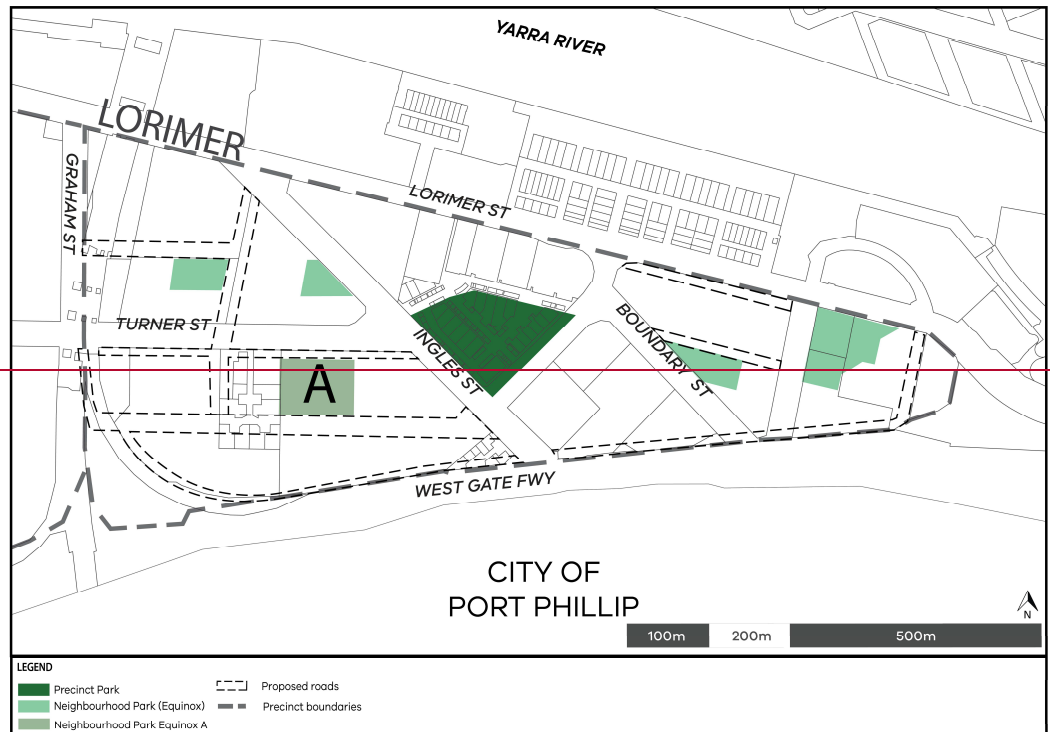 YARRA RIVER
LORIMER
GRAHAM ST
LORIMER ST
TURNER ST
INGLES ST
BOUNDARY ST
A
WEST GATE FWY
CITY OF
PORT PHILLIP
N
100m 200m 500m
LEGEND
Precinct Park
Neighbourhood Park (Equinox)
Neighbourhood Park Equinox A
Proposed roads
Precinct boundaries